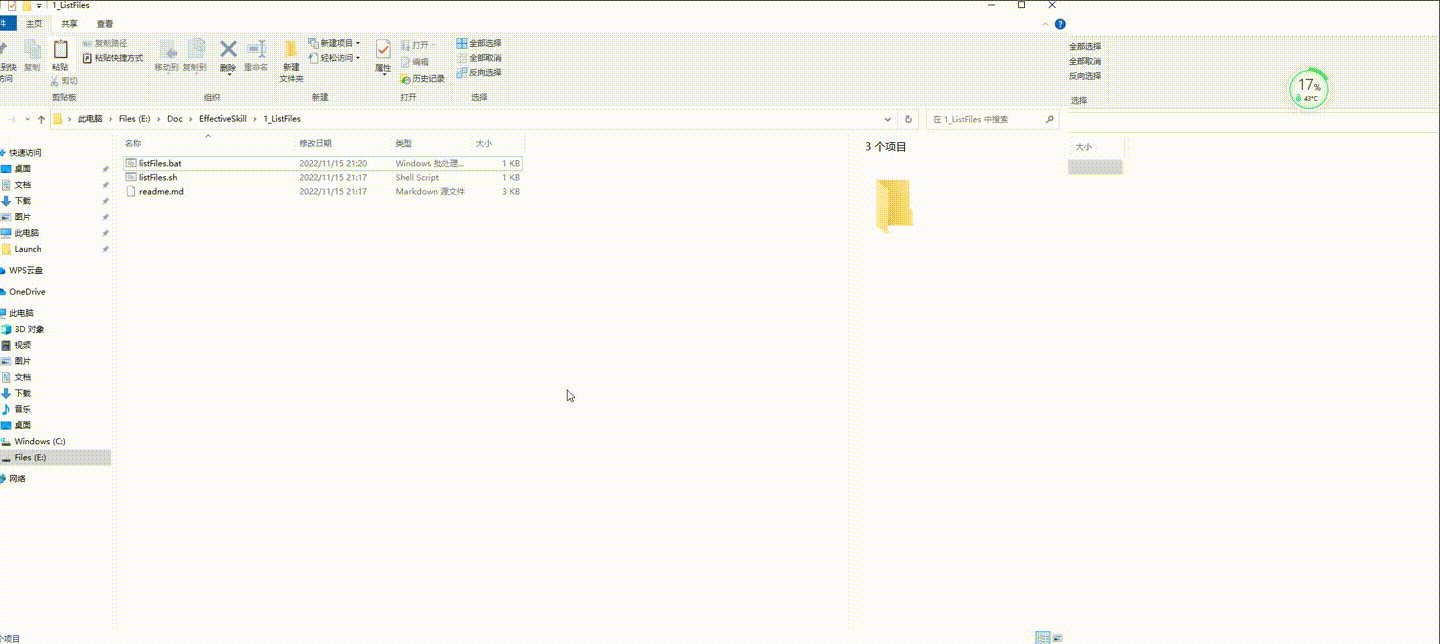 1_ListFiles
件 主页 共享 查看
复制 粘贴 复制路径 粘贴快捷方式 剪切
移动到 复制到 删除 重命名 新建文件夹
新建项目 轻松访问 属性 打开 编辑 历史记录
全部选择 全部取消 反向选择
剪贴板 组织 新建 打开 选择
全部选择
全部取消
反向选择
选择
17%
43°C
此电脑 › Files (E:) › Doc › EffectiveSkill › 1_ListFiles
在 1_ListFiles 中搜索
名称 修改日期 类型 大小
listFiles.bat 2022/11/15 21:20 Windows 批处理... 1 KB
listFiles.sh 2022/11/15 21:17 Shell Script 1 KB
readme.md 2022/11/15 21:17 Markdown 源文件 3 KB
3 个项目
大小
快速访问
桌面
文档
下载
图片
此电脑
Launch
WPS云盘
OneDrive
此电脑
3D 对象
视频
图片
文档
下载
音乐
桌面
Windows (C:)
Files (E:)
网络
个项目